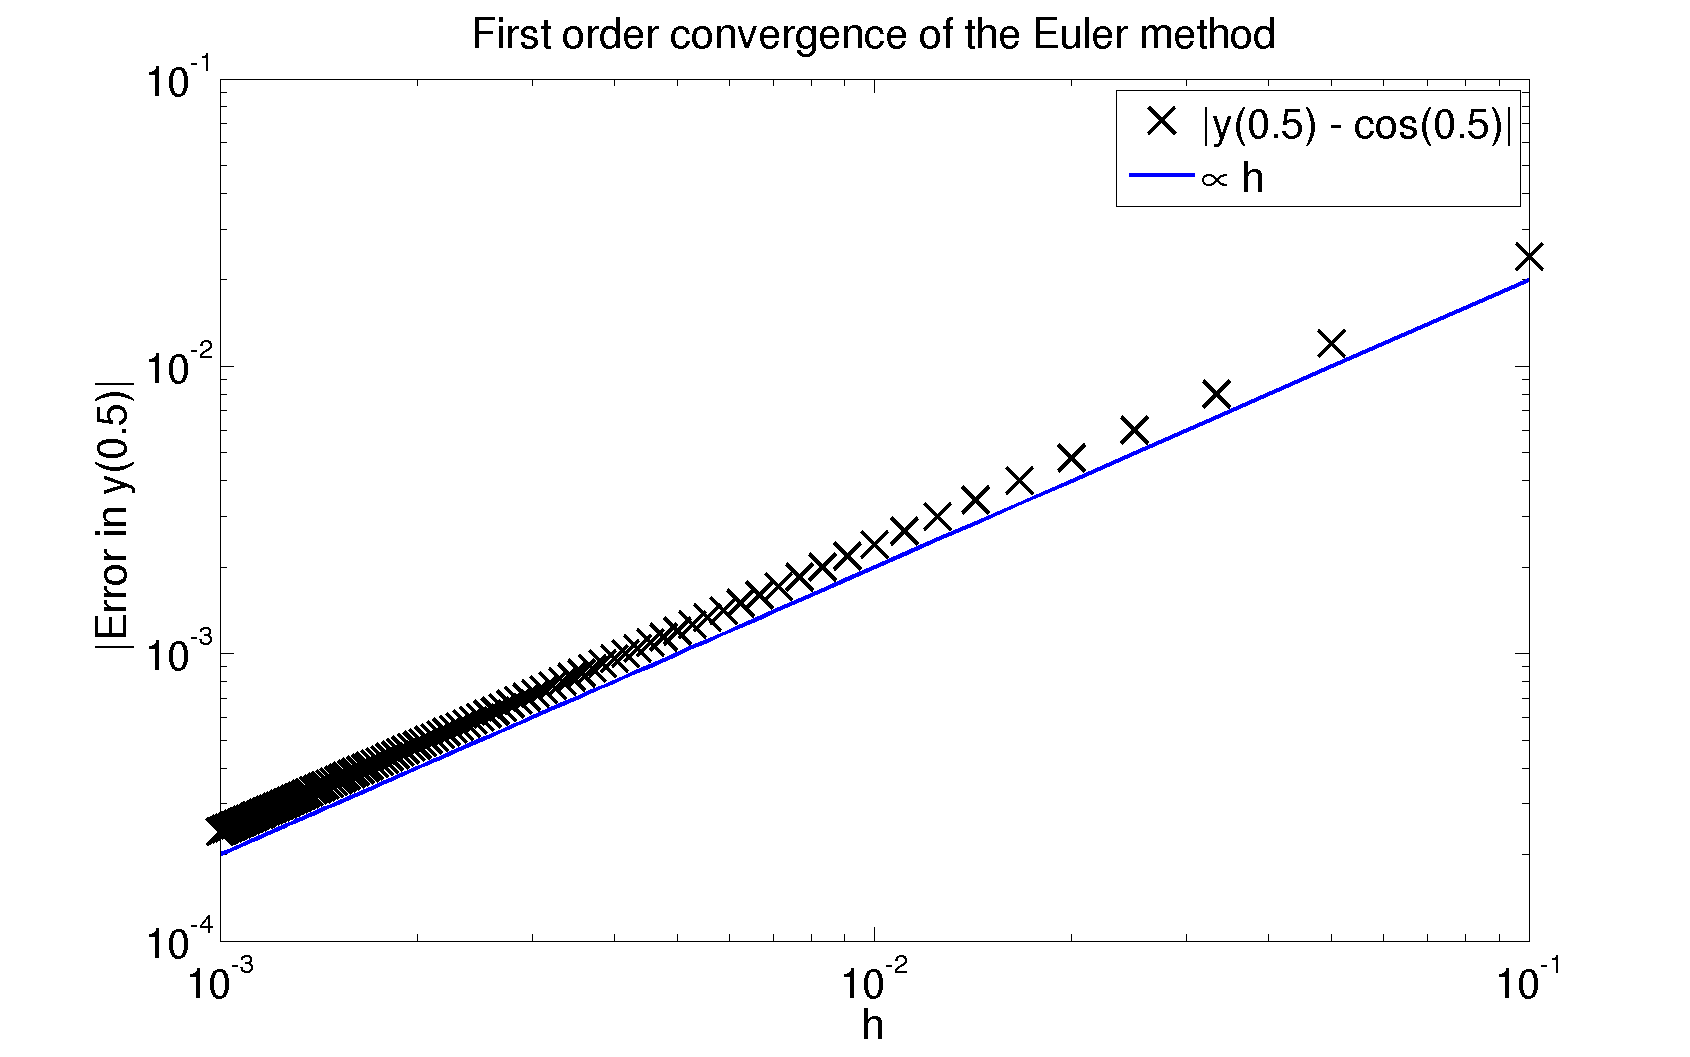 First order convergence of the Euler method
10^-1
|y(0.5) - cos(0.5)|
∝ h
10^-2
|Error in y(0.5)|
10^-3
10^-4
10^-3 10^-2 10^-1
h